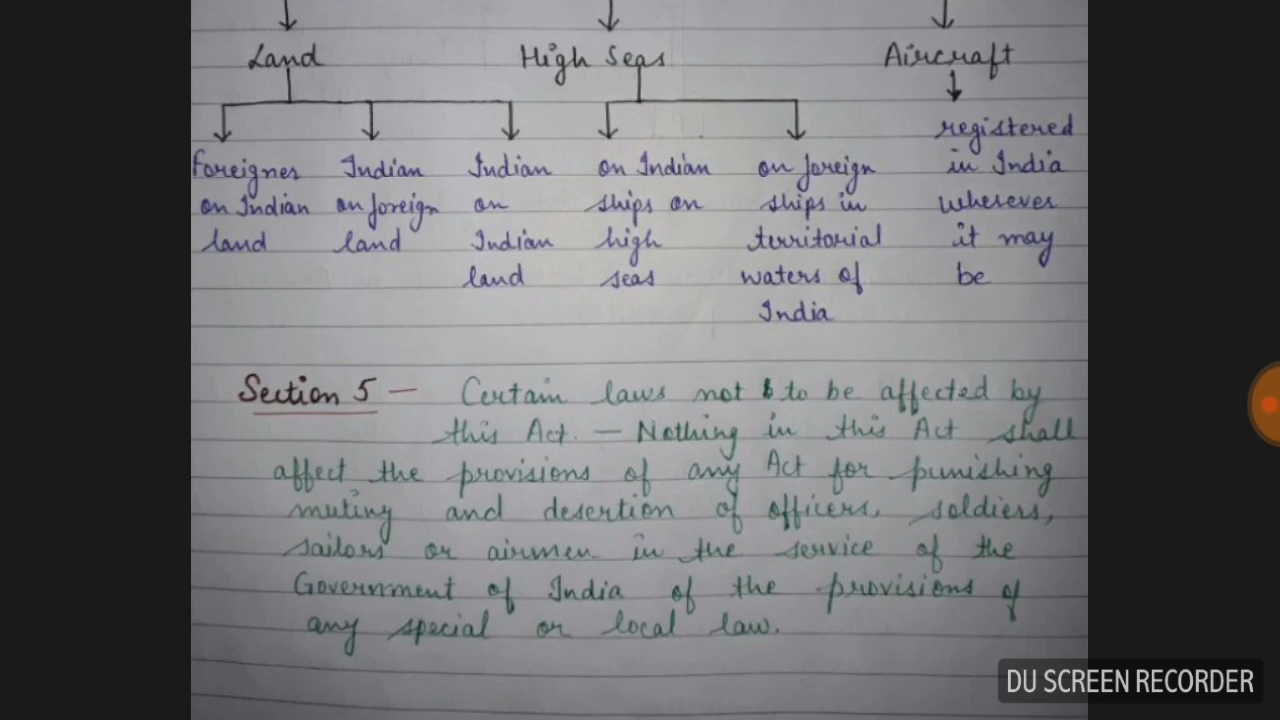 Land High Seas Aircraft
Foreigner Indian Indian on Indian on foreign registered
on Indian on foreign on ships on ships in in India
land land Indian high territorial wherever
land seas waters of it may
India be
Section 5 — Certain laws not to be affected by
this Act. — Nothing in this Act shall
affect the provisions of any Act for punishing
mutiny and desertion of officers, soldiers,
sailors or airmen in the service of the
Government of India of the provisions of
any special or local law.
DU SCREEN RECORDER